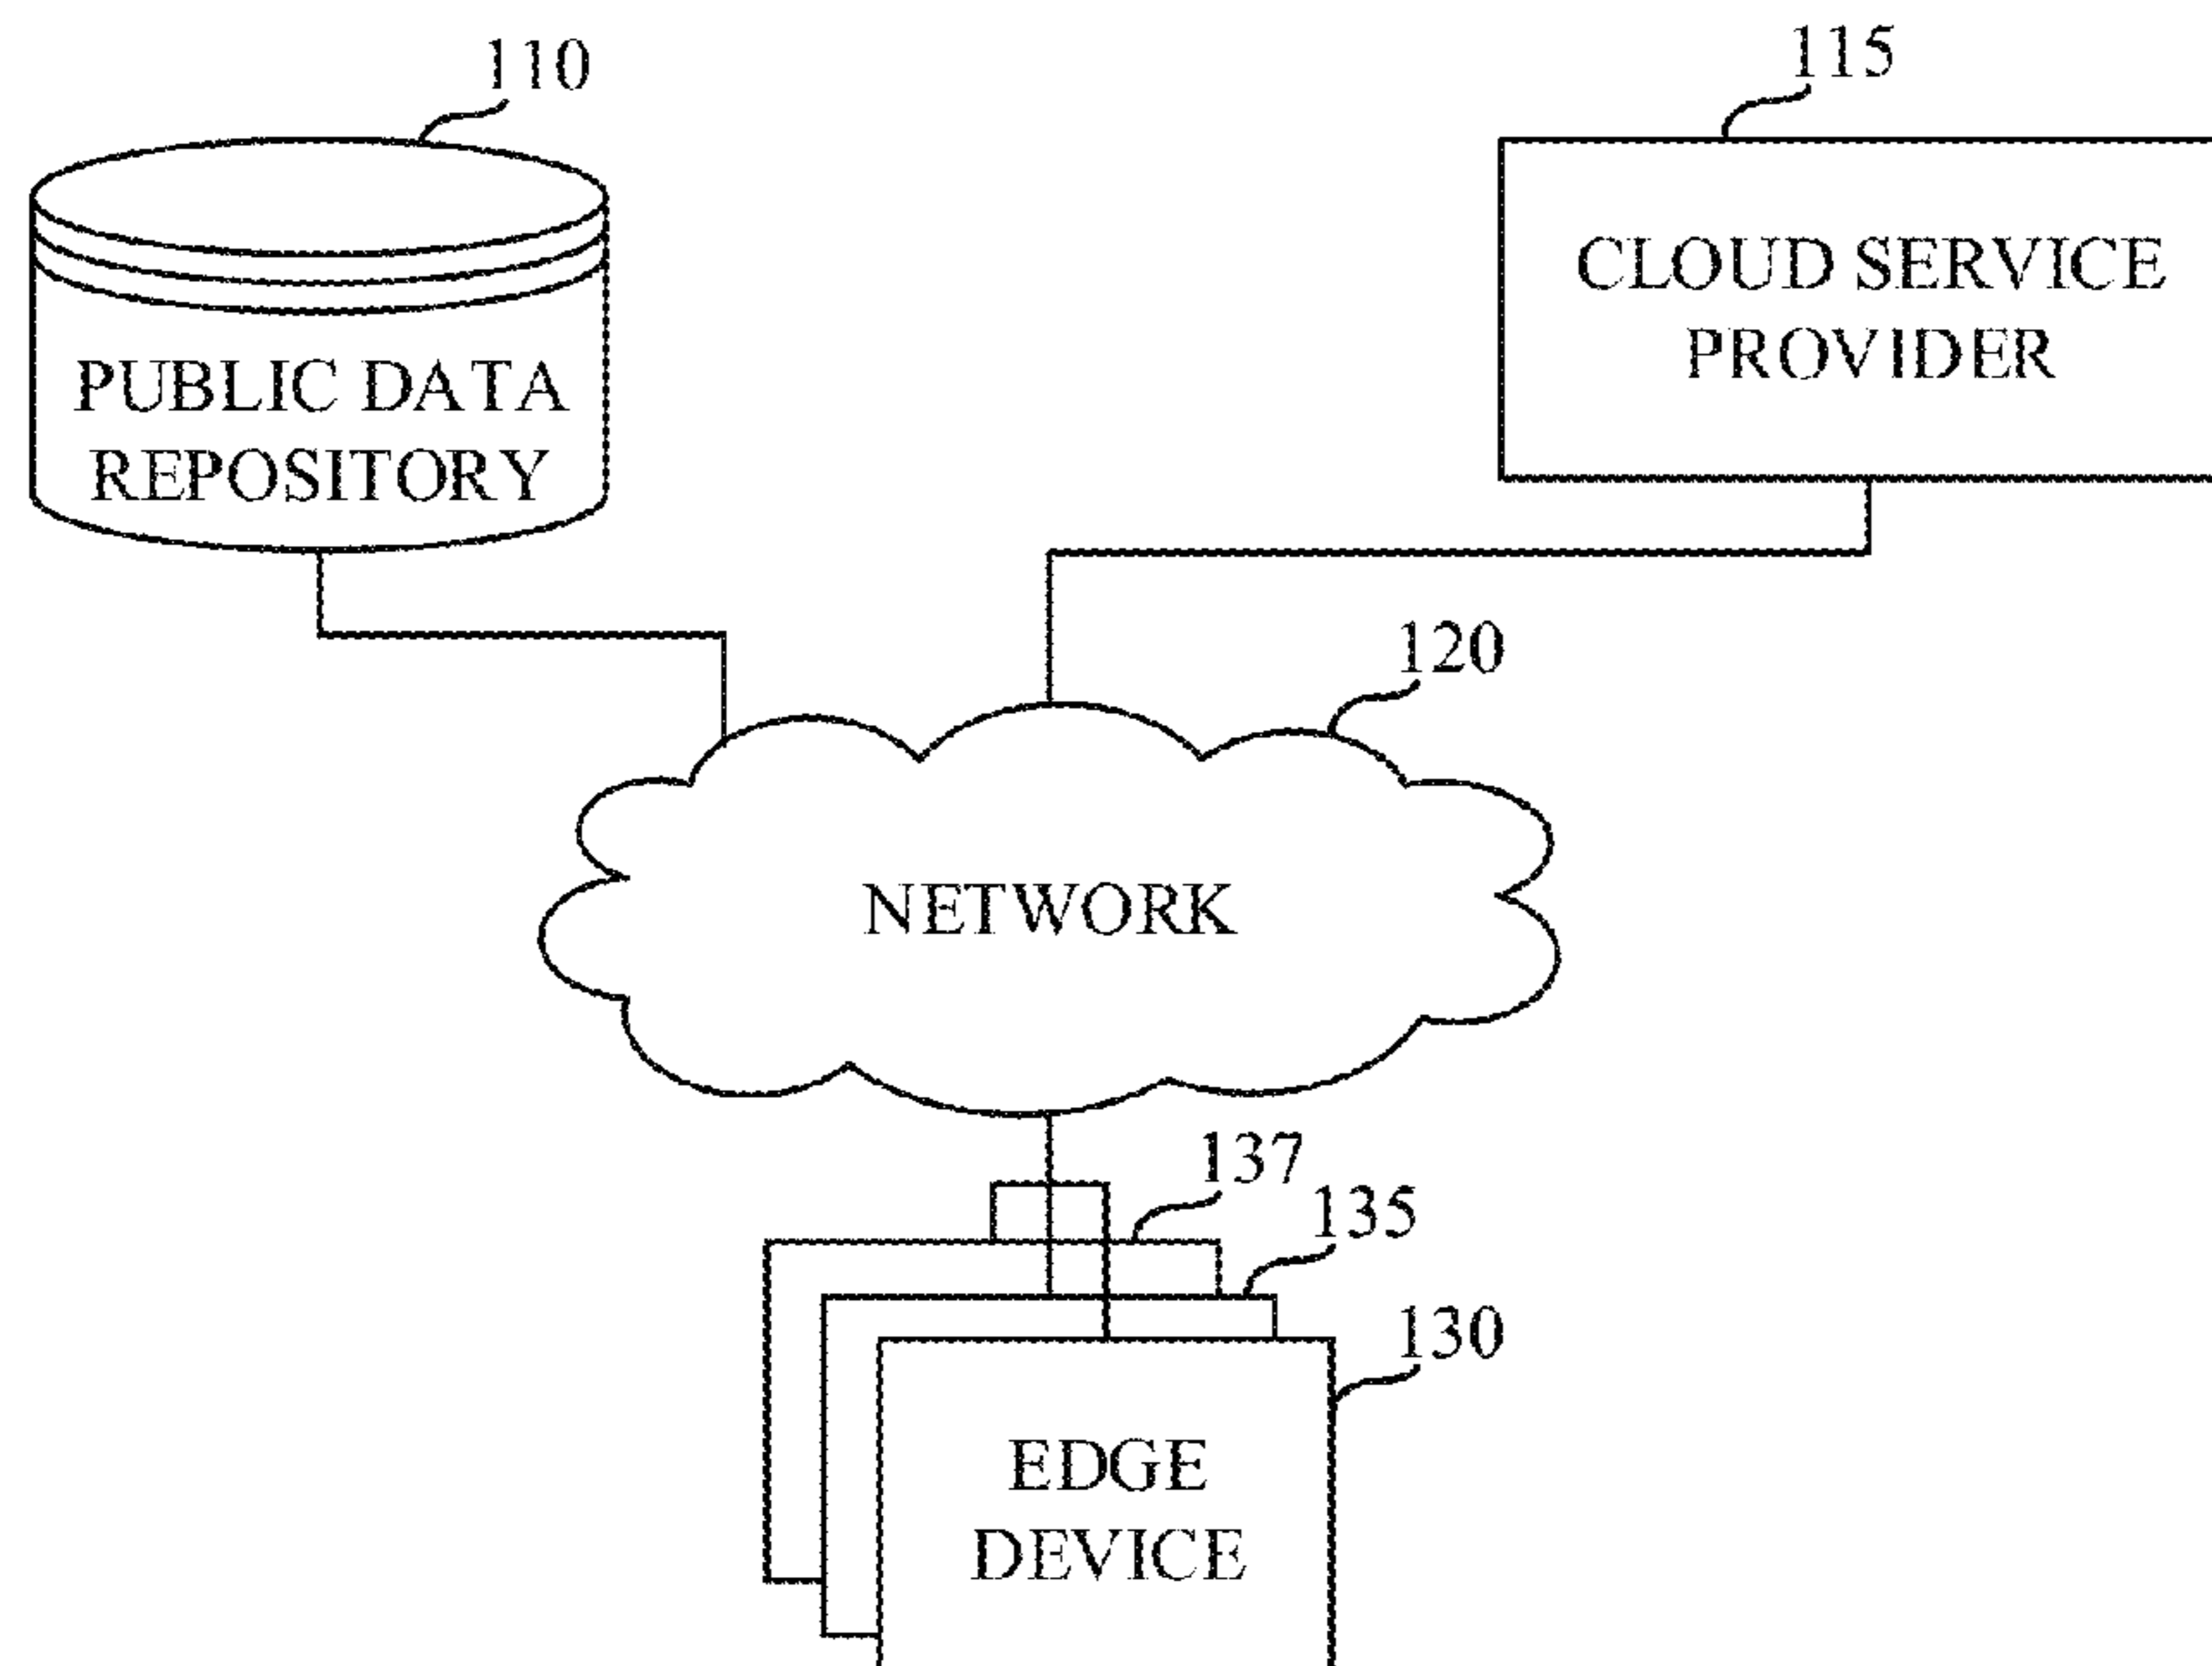 110
115
PUBLIC DATA
REPOSITORY
CLOUD SERVICE
PROVIDER
120
NETWORK
137
135
130
EDGE
DEVICE